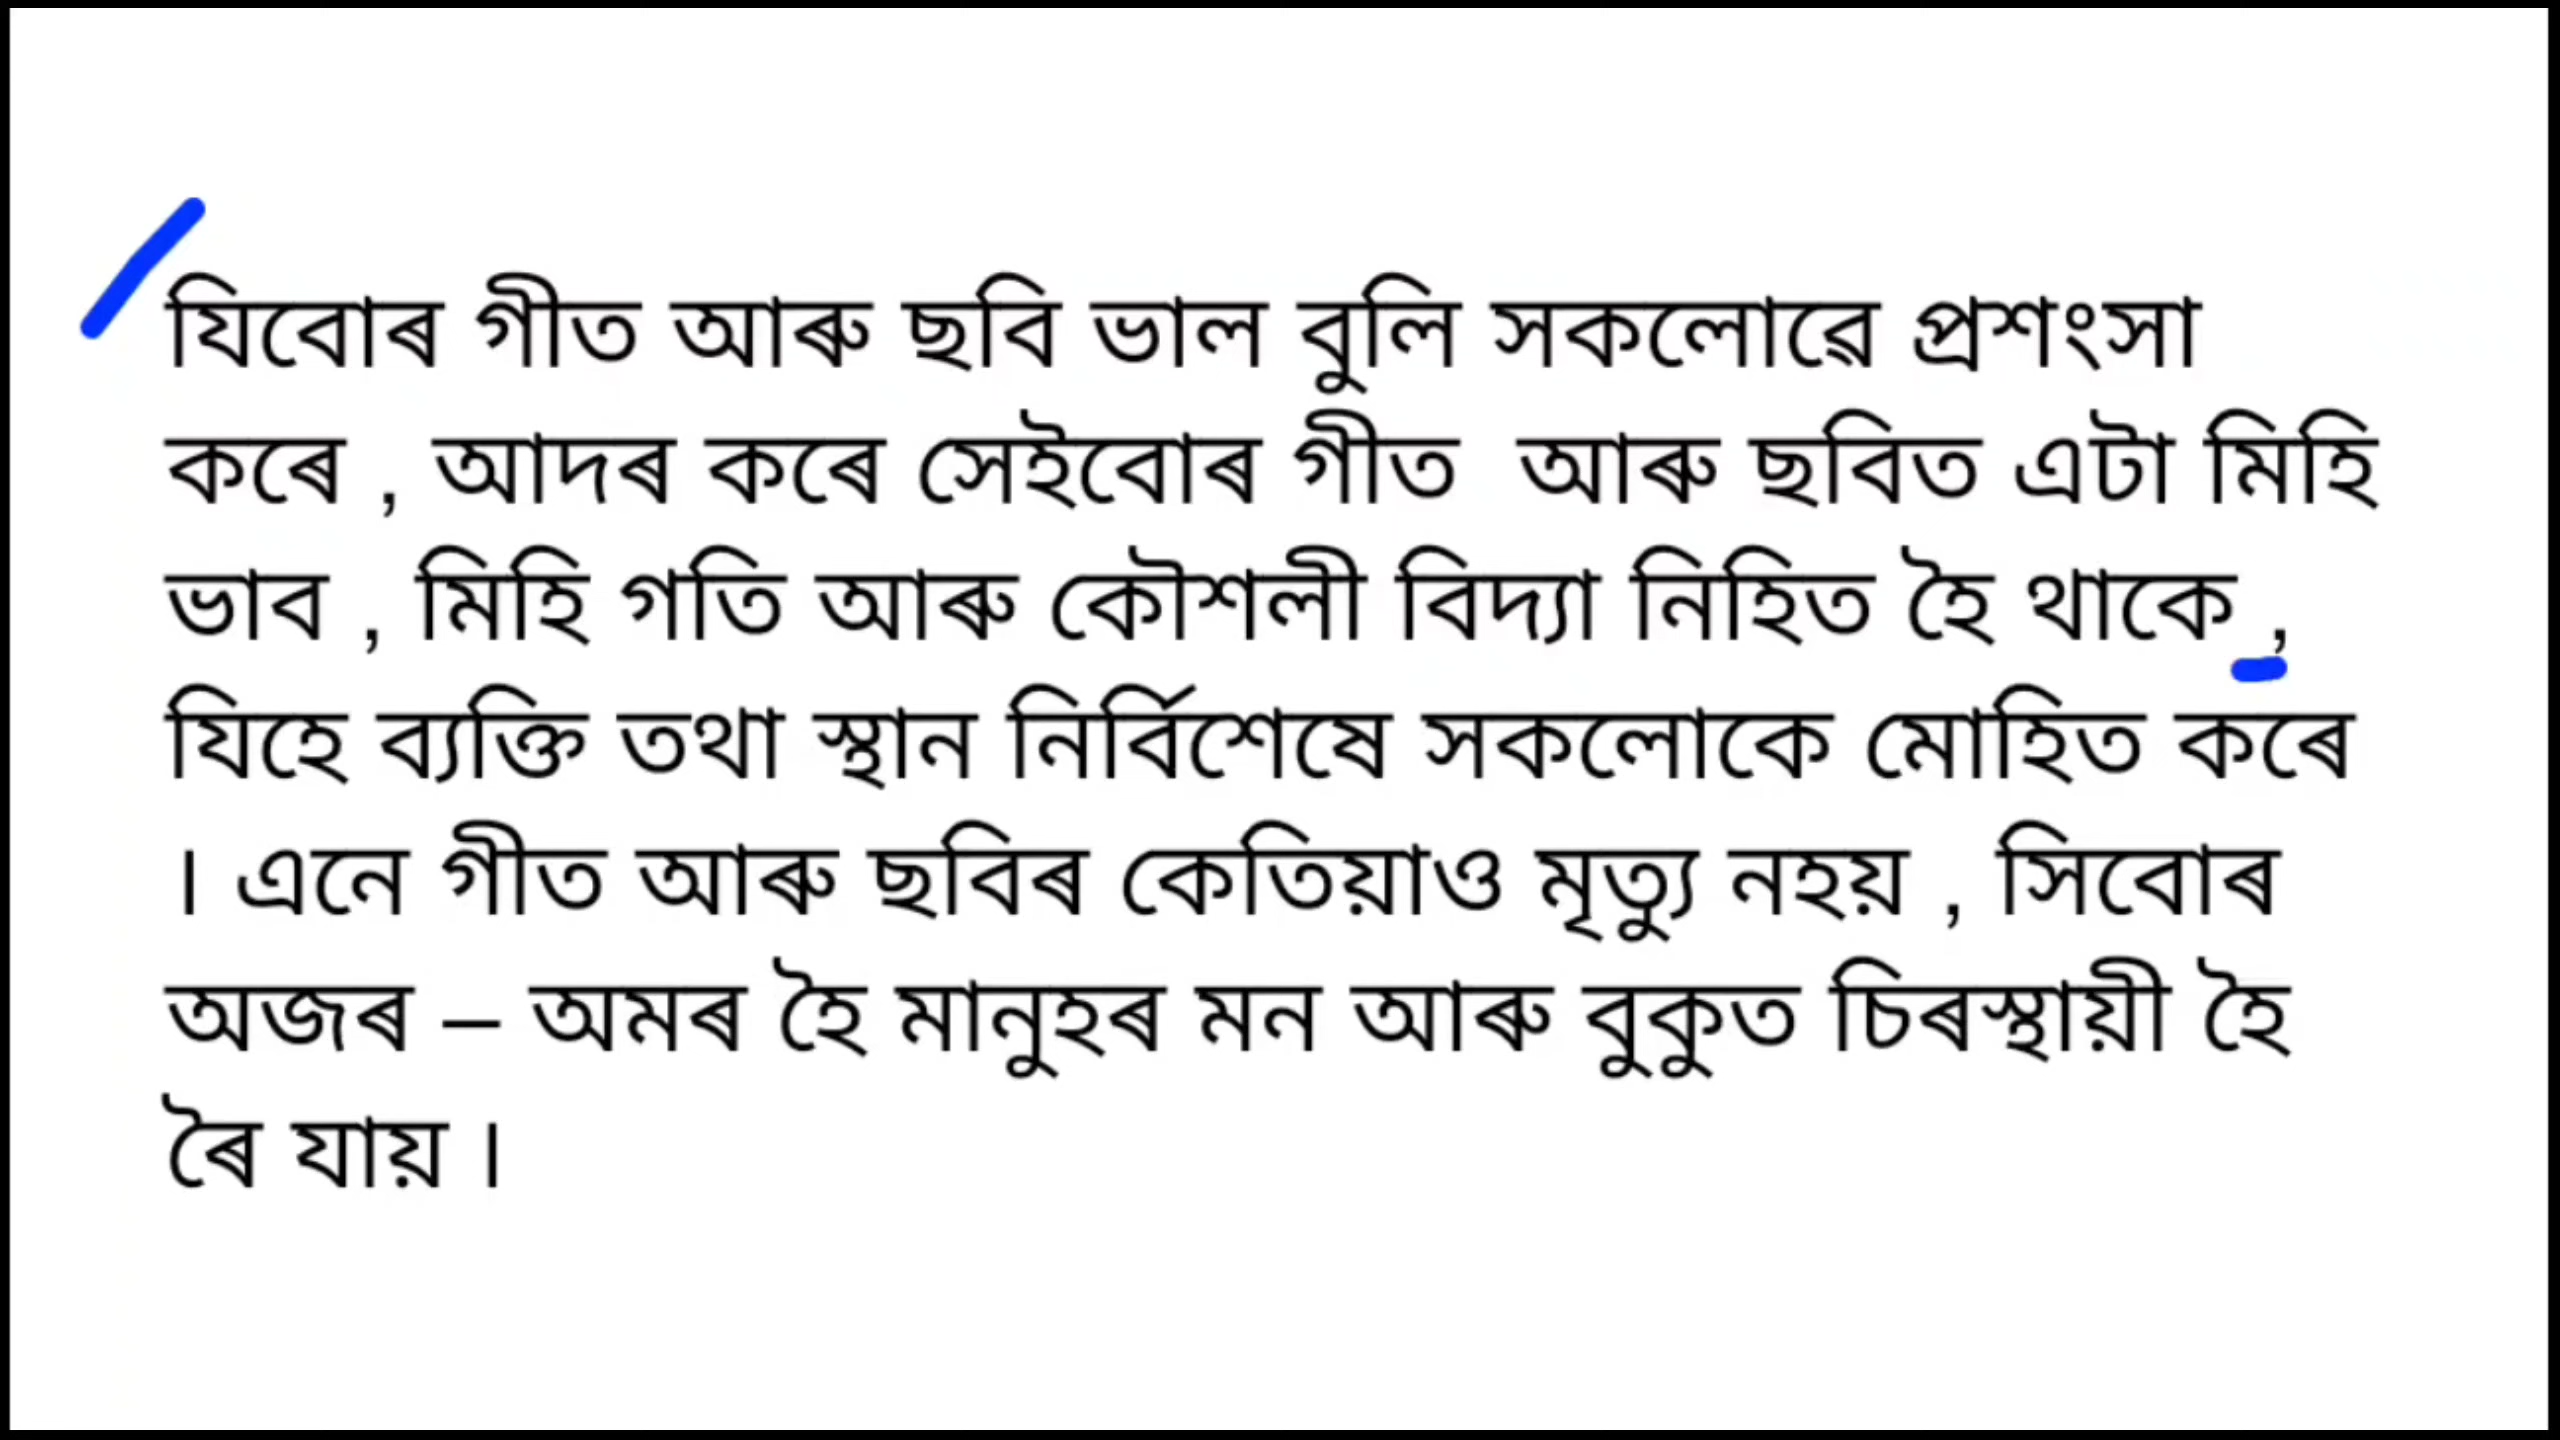 যিবোৰ গীত আৰু ছবি ভাল বুলি সকলোৱে প্ৰশংসা
কৰে , আদৰ কৰে সেইবোৰ গীত  আৰু ছবিত এটা মিহি
ভাব , মিহি গতি আৰু কৌশলী বিদ্যা নিহিত হৈ থাকে ,
যিহে ব্যক্তি তথা স্থান নিৰ্বিশেষে সকলোকে মোহিত কৰে
। এনে গীত আৰু ছবিৰ কেতিয়াও মৃত্যু নহয় , সিবোৰ
অজৰ – অমৰ হৈ মানুহৰ মন আৰু বুকুত চিৰস্থায়ী হৈ
ৰৈ যায় ।